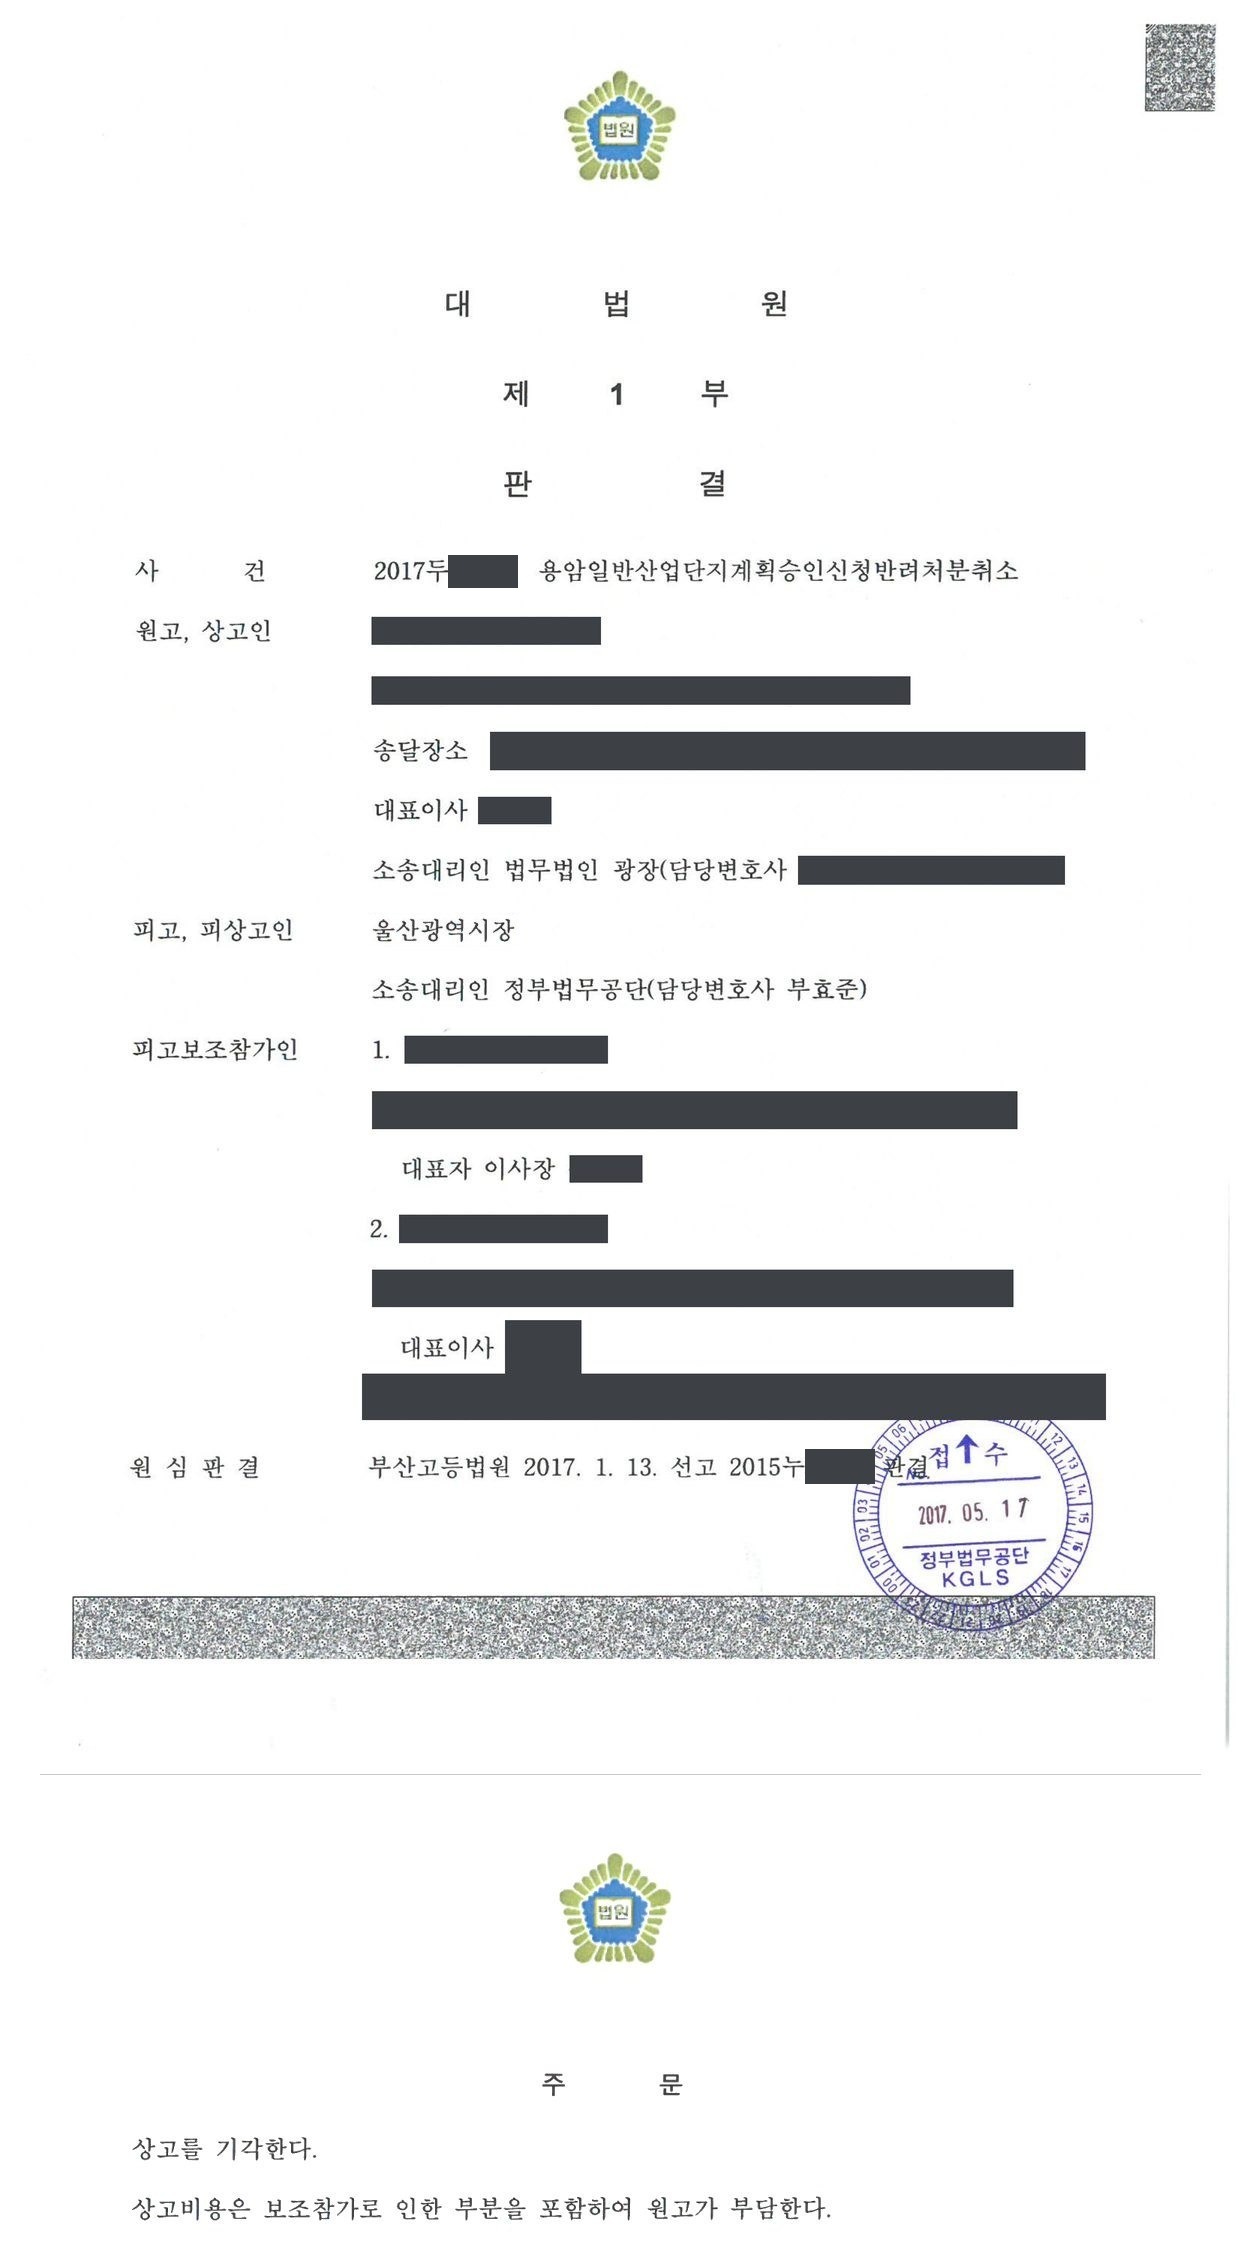 법원
대 법 원
제 1 부
판 결
사 건 2017두 용암일반산업단지계획승인신청반려처분취소
원고, 상고인
송달장소
대표이사
소송대리인 법무법인 광장(담당변호사
피고, 피상고인 울산광역시장
소송대리인 정부법무공단(담당변호사 부효준)
피고보조참가인 1.
대표자 이사장
2.
대표이사
원 심 판 결 부산고등법원 2017. 1. 13. 선고 2015누 판결
접 수
2017. 05. 17
정부법무공단
KGLS
법원
주 문
상고를 기각한다.
상고비용은 보조참가로 인한 부분을 포함하여 원고가 부담한다.